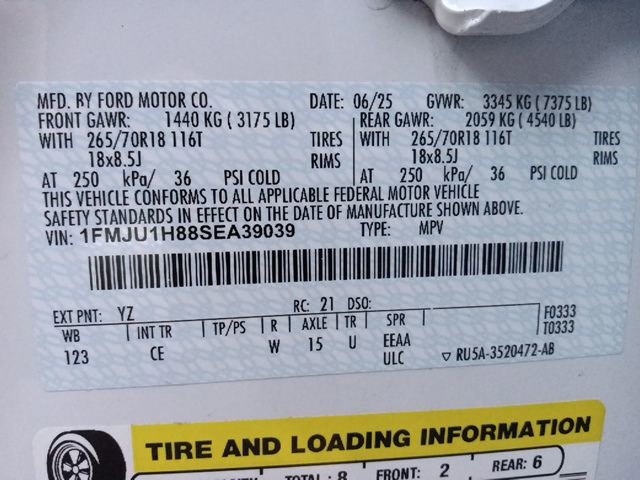 MFD. BY FORD MOTOR CO. DATE: 06/25 GVWR: 3345 KG ( 7375 LB)
FRONT GAWR: 1440 KG ( 3175 LB) REAR GAWR: 2059 KG ( 4540 LB)
WITH 265/70R18 116T TIRES WITH 265/70R18 116T TIRES
18x8.5J RIMS 18x8.5J RIMS
AT 250 kPa/ 36 PSI COLD AT 250 kPa/ 36 PSI COLD
THIS VEHICLE CONFORMS TO ALL APPLICABLE FEDERAL MOTOR VEHICLE
SAFETY STANDARDS IN EFFECT ON THE DATE OF MANUFACTURE SHOWN ABOVE.
VIN: 1FMJU1H88SEA39039 TYPE: MPV
EXT PNT: YZ RC: 21 DSO: F0333
WB INT TR TP/PS R AXLE TR SPR T0333
123 CE W 15 U EEAA
ULC ▽ RU5A-3520472-AB
TIRE AND LOADING INFORMATION
TOTAL: 8 FRONT: 2 REAR: 6